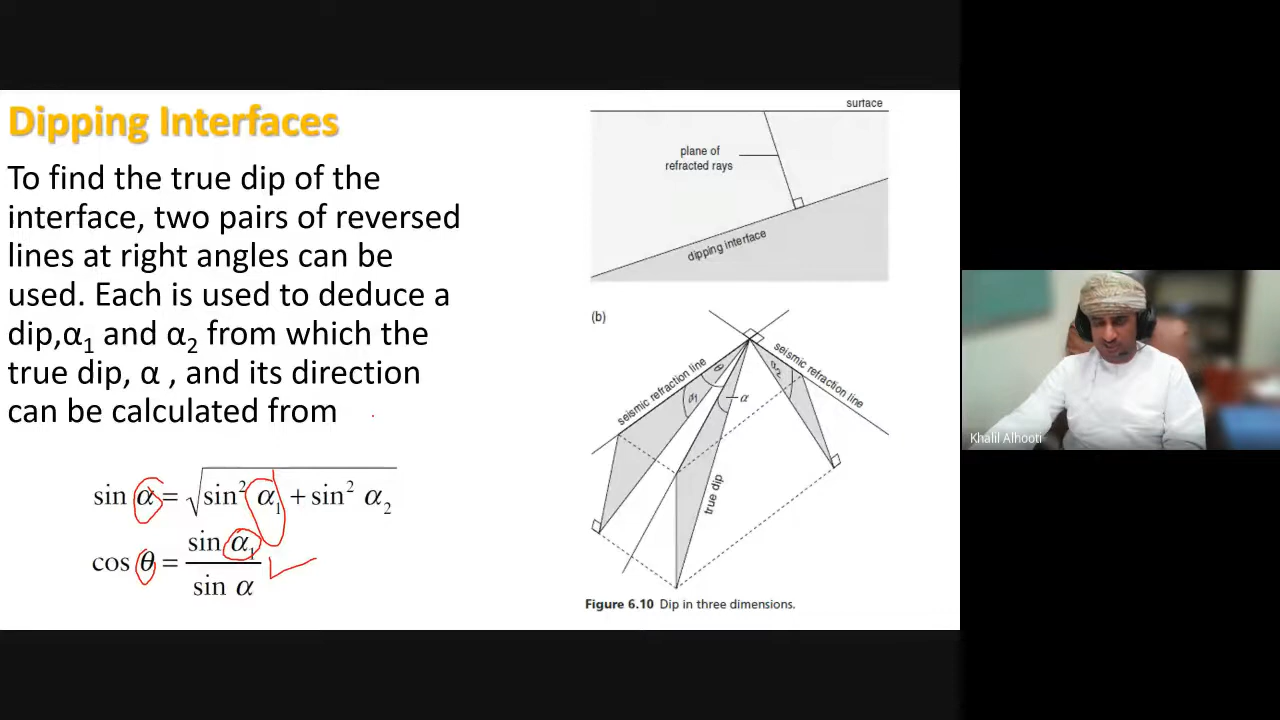 Dipping Interfaces
To find the true dip of the
interface, two pairs of reversed
lines at right angles can be
used. Each is used to deduce a
dip,α₁ and α₂ from which the
true dip, α , and its direction
can be calculated from
sin α = √(sin² α₁ + sin² α₂)
cos θ = sin α₁ / sin α
surface
plane of
refracted rays
dipping interface
(b)
seismic refraction line
seismic refraction line
θ
α₁
α
α₂
true dip
Figure 6.10 Dip in three dimensions.
Khalil Alhooti